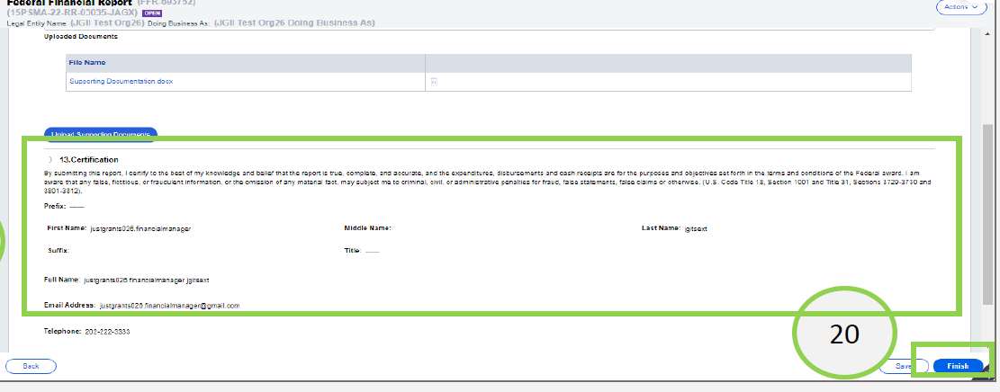 Federal Financial Report (FFR-693752)
(15PSMA-22-RR-03035-JAGX) OPEN
Actions
Legal Entity Name (JGII Test Org26) Doing Business As: (JGII Test Org26 Doing Business As)
Uploaded Documents
File Name
Supporting Documentation.docx
Upload Supporting Documents
13.Certification
By submitting this report, I certify to the best of my knowledge and belief that the report is true, complete, and accurate, and the expenditures, disbursements and cash receipts are for the purposes and objectives set forth in the terms and conditions of the Federal award. I am
aware that any false, fictitious, or fraudulent information, or the omission of any material fact, may subject me to criminal, civil, or administrative penalties for fraud, false statements, false claims or otherwise. (U.S. Code Title 18, Section 1001 and Title 31, Sections 3729-3730 and
3801-3812).
Prefix: ——
First Name: justgrants026.financialmanager Middle Name: Last Name: jgitsext
Suffix: Title: ——
Full Name: justgrants026.financialmanager jgitsext
Email Address: justgrants026.financialmanager@gmail.com
Telephone: 202-222-3333
20
Back Save Finish